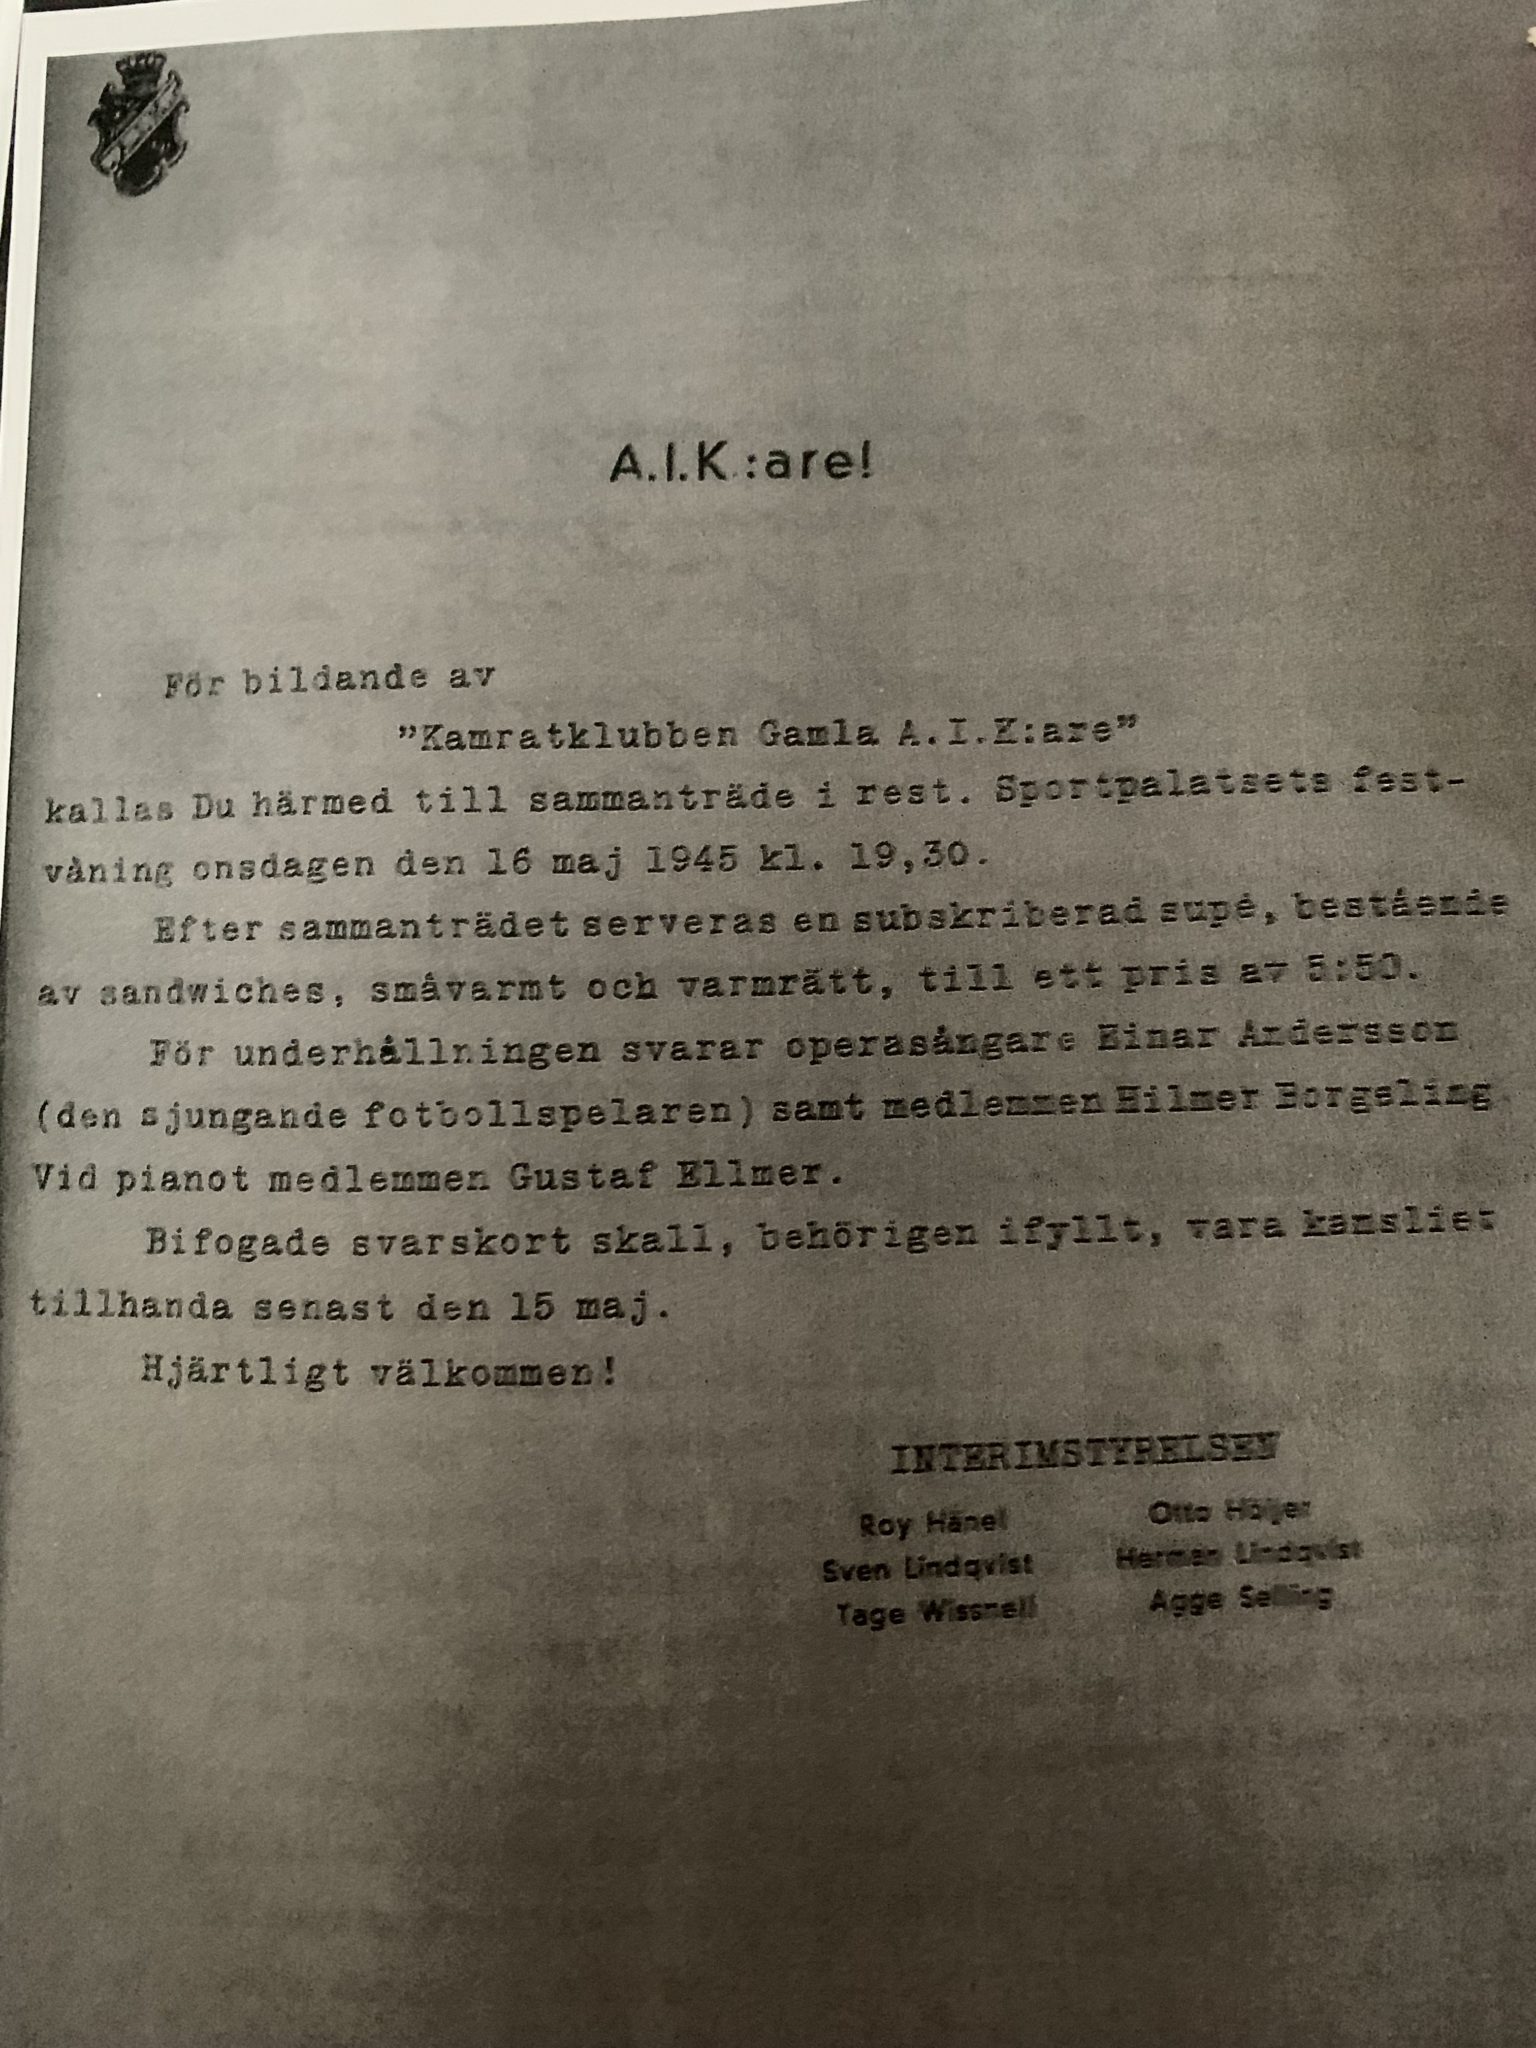 A.I.K.:are!
För bildande av
"Kamratklubben Gamla A.I.K:are"
kallas Du härmed till sammanträde i rest. Sportpalatsets fest-
våning onsdagen den 16 maj 1945 kl. 19,30.
Efter sammanträdet serveras en subskriberad supé, bestående
av sandwiches, småvarmt och varmrätt, till ett pris av 5:50.
För underhållningen svarar operasångare Einar Andersson
(den sjungande fotbollspelaren) samt medlemmen Hilmer Borgeling
Vid pianot medlemmen Gustaf Ellmer.
Bifogade svarskort skall, behörigen ifyllt, vara kansliet
tillhanda senast den 15 maj.
Hjärtligt välkommen!
INTERIMSTYRELSEN
Roy Hänel Otto Höijer
Sven Lindqvist Herman Lindqvist
Tage Wissnell Agge Selling